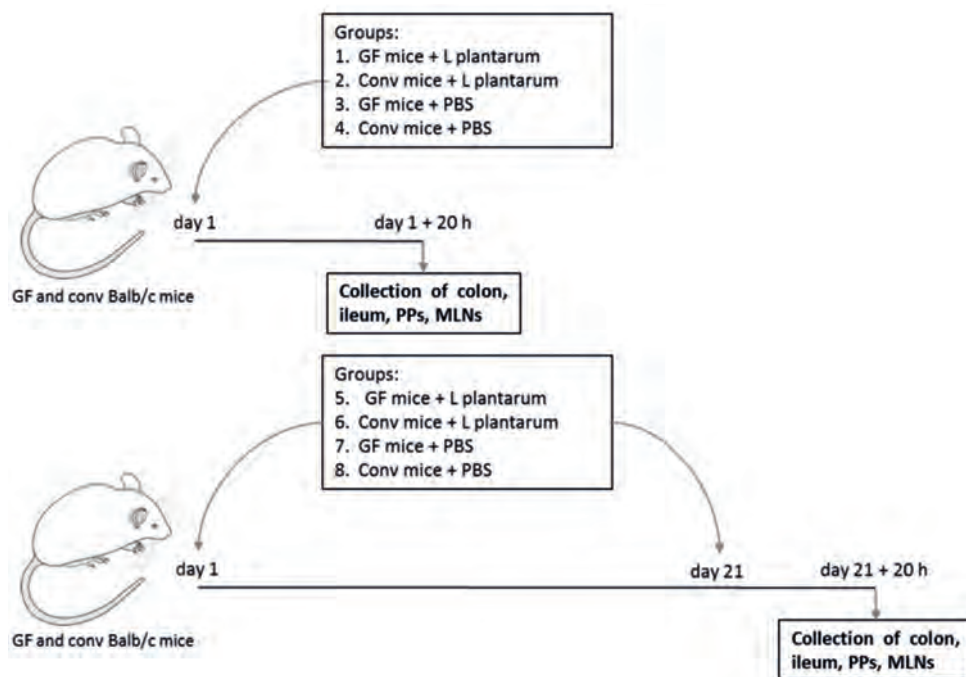 Groups:
1. GF mice + L plantarum
2. Conv mice + L plantarum
3. GF mice + PBS
4. Conv mice + PBS
day 1
day 1 + 20 h
GF and conv Balb/c mice
Collection of colon,
ileum, PPs, MLNs
Groups:
5. GF mice + L plantarum
6. Conv mice + L plantarum
7. GF mice + PBS
8. Conv mice + PBS
day 1
day 21
day 21 + 20 h
GF and conv Balb/c mice
Collection of colon,
ileum, PPs, MLNs